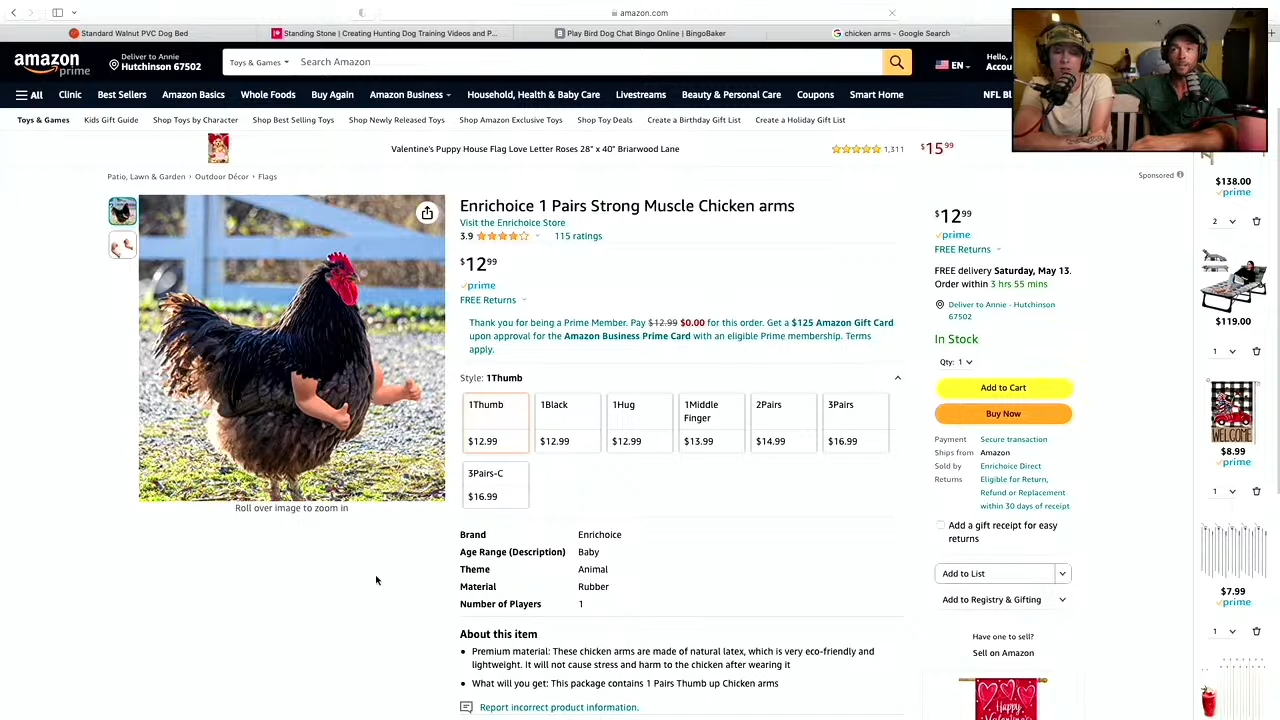 amazon.com
Standard Walnut PVC Dog Bed
Standing Stone | Creating Hunting Dog Training Videos and P...
Play Bird Dog Chat Bingo Online | BingoBaker
chicken arms - Google Search
amazon prime
Deliver to Annie
Hutchinson 67502
Toys & Games
Search Amazon
EN
Hello,
Accou
All
Clinic
Best Sellers
Amazon Basics
Whole Foods
Buy Again
Amazon Business
Household, Health & Baby Care
Livestreams
Beauty & Personal Care
Coupons
Smart Home
NFL
Toys & Games
Kids Gift Guide
Shop Toys by Character
Shop Best Selling Toys
Shop Newly Released Toys
Shop Amazon Exclusive Toys
Shop Toy Deals
Create a Birthday Gift List
Create a Holiday Gift List
Valentine's Puppy House Flag Love Letter Roses 28" x 40" Briarwood Lane
1,311
$15 99
Sponsored
Patio, Lawn & Garden › Outdoor Décor › Flags
Enrichoice 1 Pairs Strong Muscle Chicken arms
Visit the Enrichoice Store
3.9
115 ratings
$12 99
prime
FREE Returns
Thank you for being a Prime Member. Pay $12.99 $0.00 for this order. Get a $125 Amazon Gift Card
upon approval for the Amazon Business Prime Card with an eligible Prime membership. Terms
apply.
Style: 1Thumb
1Thumb
$12.99
1Black
$12.99
1Hug
$12.99
1Middle
Finger
$13.99
2Pairs
$14.99
3Pairs
$16.99
3Pairs-C
$16.99
Roll over image to zoom in
Brand Enrichoice
Age Range (Description) Baby
Theme Animal
Material Rubber
Number of Players 1
About this item
Premium material: These chicken arms are made of natural latex, which is very eco-friendly and
lightweight. It will not cause stress and harm to the chicken after wearing it
What will you get: This package contains 1 Pairs Thumb up Chicken arms
Report incorrect product information.
$12 99
prime
FREE Returns
FREE delivery Saturday, May 13.
Order within 3 hrs 55 mins
Deliver to Annie - Hutchinson
67502
In Stock
Qty: 1
Add to Cart
Buy Now
Payment Secure transaction
Ships from Amazon
Sold by Enrichoice Direct
Returns Eligible for Return,
Refund or Replacement
within 30 days of receipt
Add a gift receipt for easy
returns
Add to List
Add to Registry & Gifting
Have one to sell?
Sell on Amazon
Happy
$138.00
prime
2
$119.00
1
WELCOME
$8.99
prime
1
$7.99
prime
1